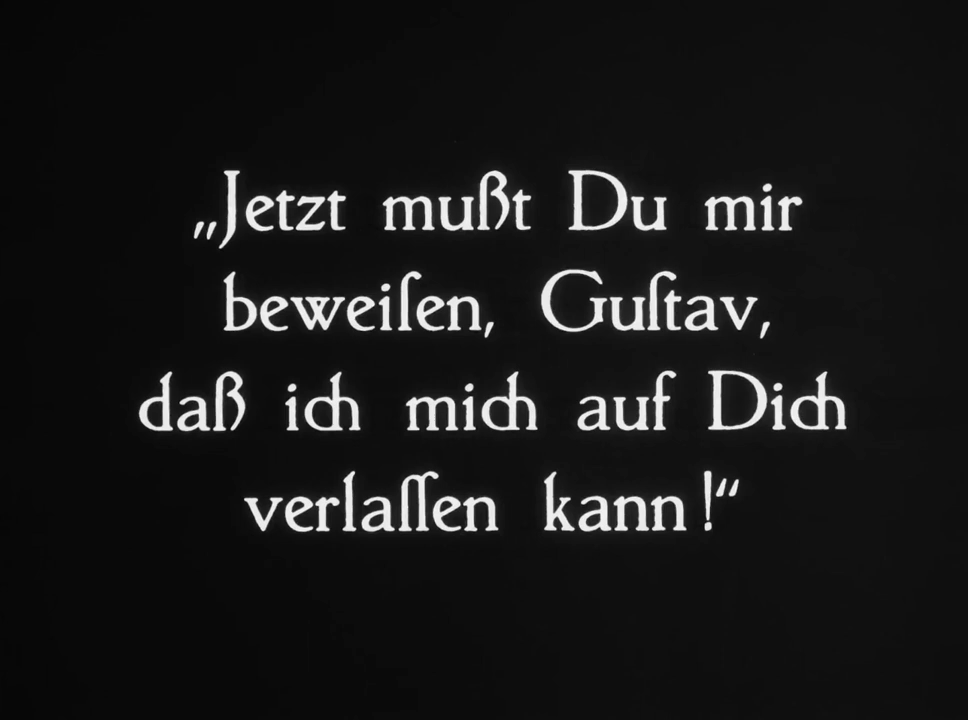 „Jetzt mußt Du mir
beweiſen, Guſtav,
daß ich mich auf Dich
verlaſſen kann!“